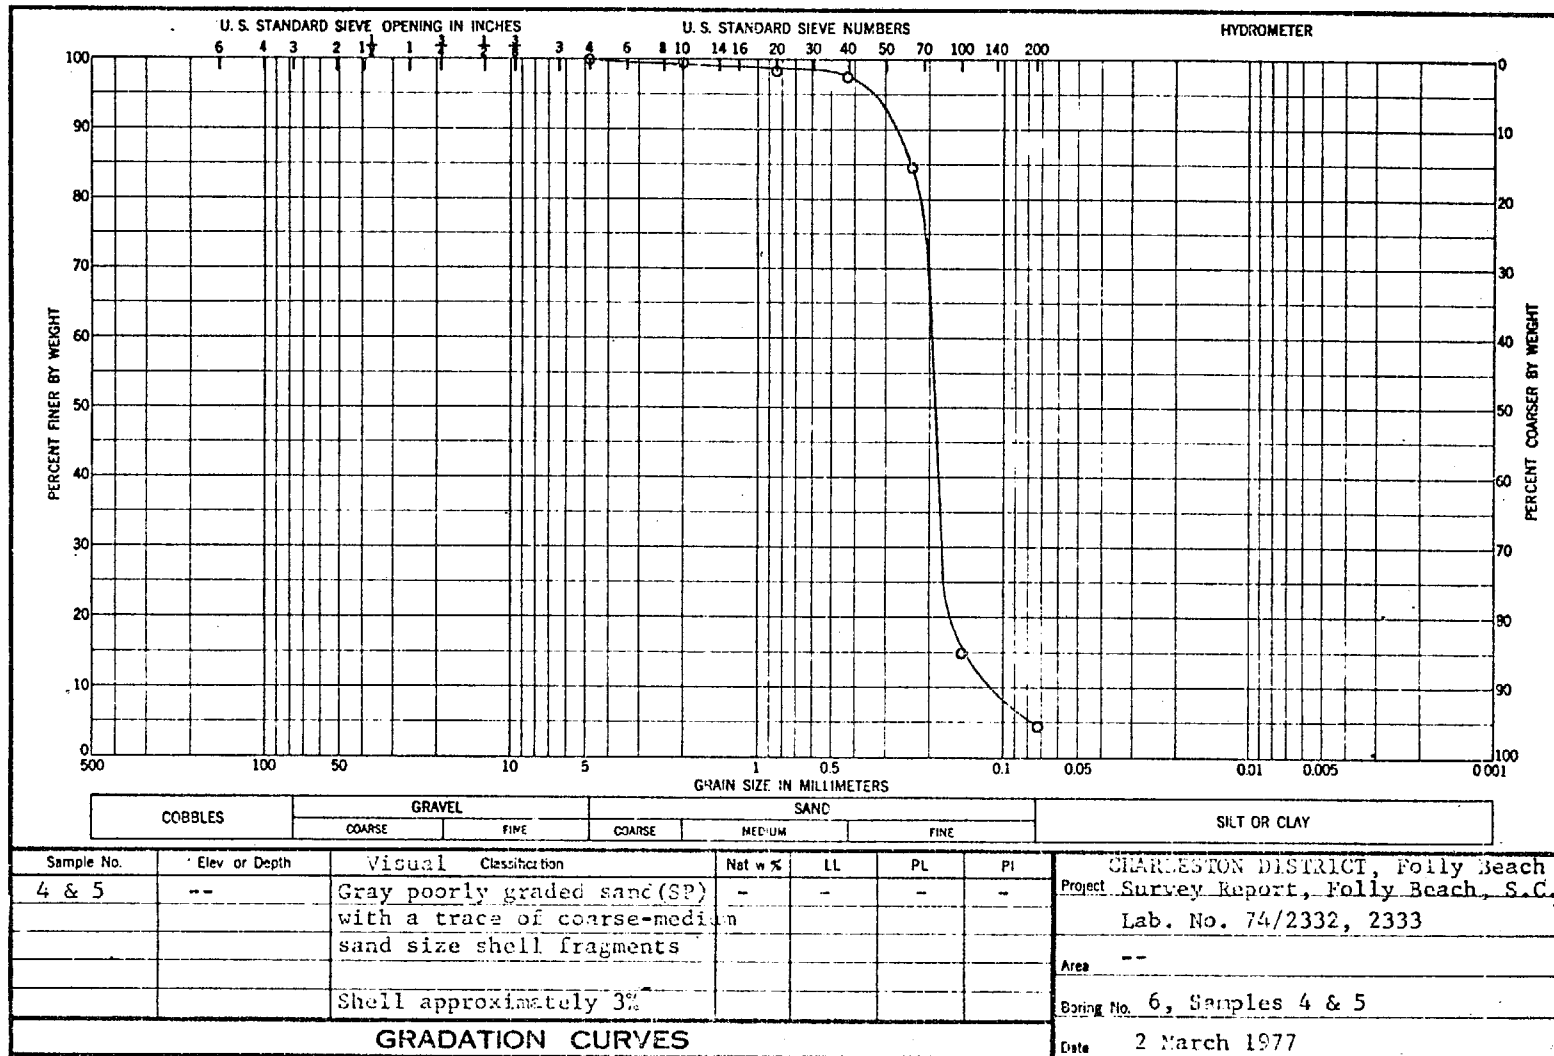 U. S. STANDARD SIEVE OPENING IN INCHES U. S. STANDARD SIEVE NUMBERS HYDROMETER
6 4 3 2 1½ 1 ¾ ½ ⅜ 3 4 6 8 10 14 16 20 30 40 50 70 100 140 200
100 0
90 10
80 20
70 30
60 40
50 50
40 60
30 70
20 80
10 90
0 100
PERCENT FINER BY WEIGHT
PERCENT COARSER BY WEIGHT
500 100 50 10 5 1 0.5 0.1 0.05 0.01 0.005 0.001
GRAIN SIZE IN MILLIMETERS
COBBLES GRAVEL SAND SILT OR CLAY
COARSE FINE COARSE MEDIUM FINE
Sample No. Elev or Depth Visual Classification Nat w % LL PL PI
4 & 5 -- Gray poorly graded sand(SP) - - - -
with a trace of coarse-medium
sand size shell fragments
Shell approximately 3%
GRADATION CURVES
CHARLESTON DISTRICT, Folly Beach
Project Survey Report, Folly Beach, S.C.
Lab. No. 74/2332, 2333
Area --
Boring No. 6, Samples 4 & 5
Date 2 March 1977